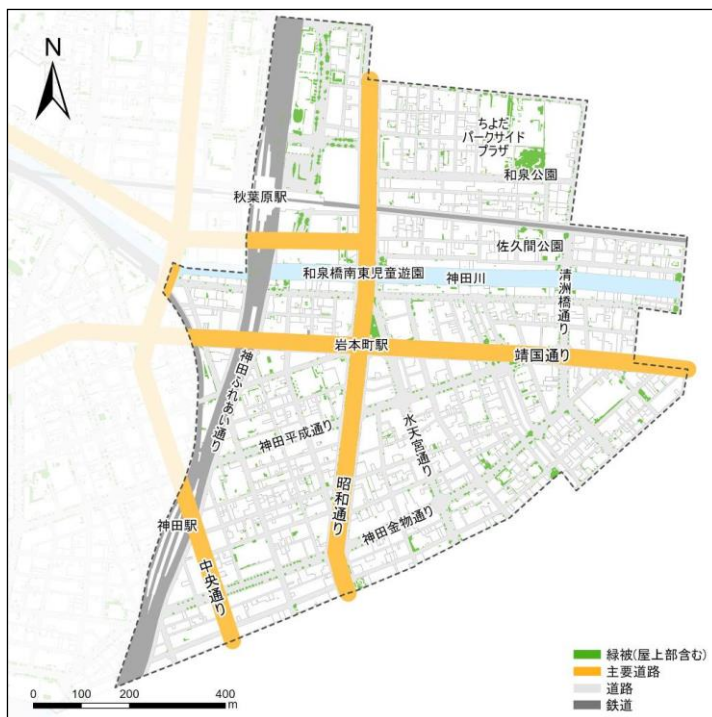 N
ちよだ
パークサイド
プラザ
和泉公園
秋葉原駅
佐久間公園
和泉橋南東児童遊園
神田川
清洲橋通り
岩本町駅
靖国通り
神田ふれあい通り
神田平成通り
水天宮通り
昭和通り
神田金物通り
神田駅
中央通り
緑被(屋上部含む)
主要道路
道路
鉄道
0 100 200 400
m